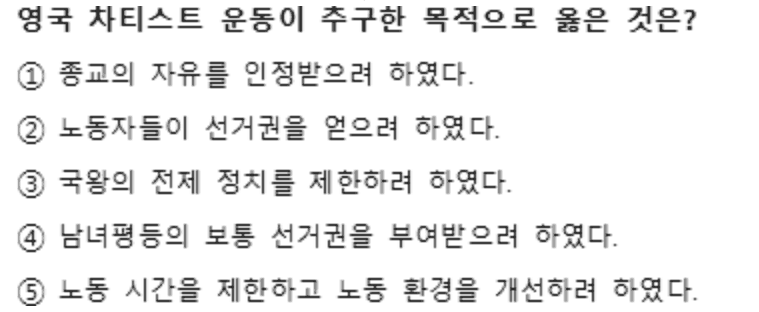 영국 차티스트 운동이 추구한 목적으로 옳은 것은?
① 종교의 자유를 인정받으려 하였다.
② 노동자들이 선거권을 얻으려 하였다.
③ 국왕의 전제 정치를 제한하려 하였다.
④ 남녀평등의 보통 선거권을 부여받으려 하였다.
⑤ 노동 시간을 제한하고 노동 환경을 개선하려 하였다.